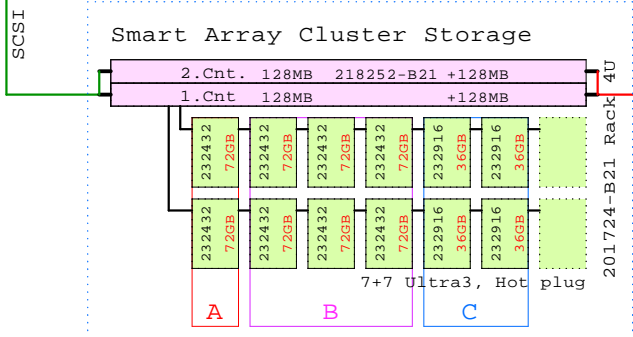 SCSI
Smart Array Cluster Storage
2.Cnt. 128MB 218252-B21 +128MB
1.Cnt 128MB +128MB
201724-B21 Rack 4U
232432 72GB
232432 72GB
232432 72GB
232432 72GB
232916 36GB
232916 36GB
232432 72GB
232432 72GB
232432 72GB
232432 72GB
232916 36GB
232916 36GB
7+7 Ultra3, Hot plug
A B C